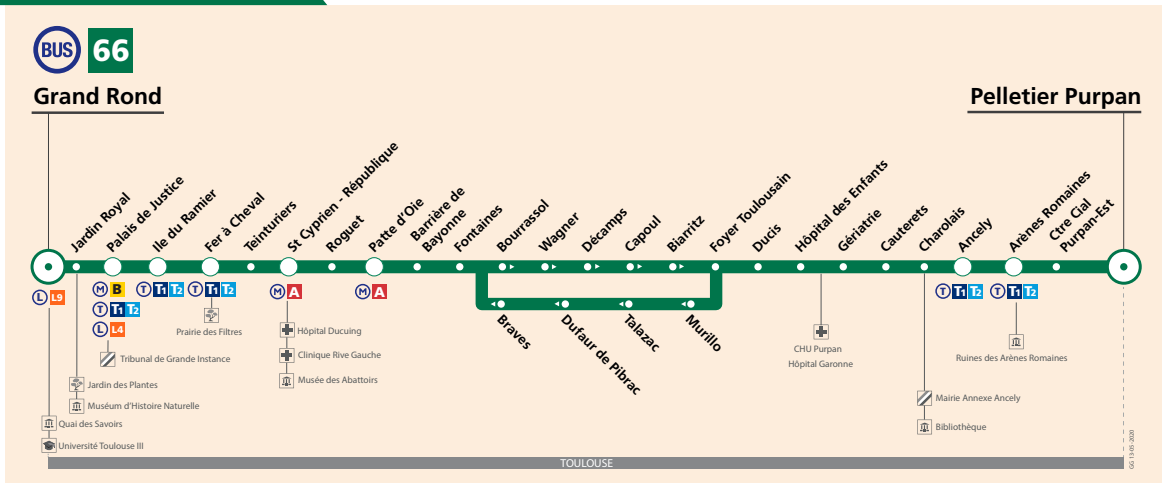 BUS 66
Grand Rond
Pelletier Purpan
Jardin Royal
Palais de Justice
Ile du Ramier
Fer à Cheval
Teinturiers
St Cyprien - République
Roguet
Patte d'Oie
Barrière de
Bayonne
Fontaines
Bourrassol
Wagner
Décamps
Capoul
Biarritz
Foyer Toulousain
Ducis
Hôpital des Enfants
Gériatrie
Cauterets
Charolais
Ancely
Arènes Romaines
Ctre Cial
Purpan-Est
L L9
M B
T T1 T2
L L4
T T1 T2
T T1 T2
M A
M A
T T1 T2
T T1 T2
Braves
Dufaur de Pibrac
Talazac
Murillo
Prairie des Filtres
Hôpital Ducuing
Clinique Rive Gauche
Musée des Abattoirs
Tribunal de Grande Instance
Jardin des Plantes
Muséum d'Histoire Naturelle
Quai des Savoirs
Université Toulouse III
CHU Purpan
Hôpital Garonne
Ruines des Arènes Romaines
Mairie Annexe Ancely
Bibliothèque
TOULOUSE
GG 13-05-2020